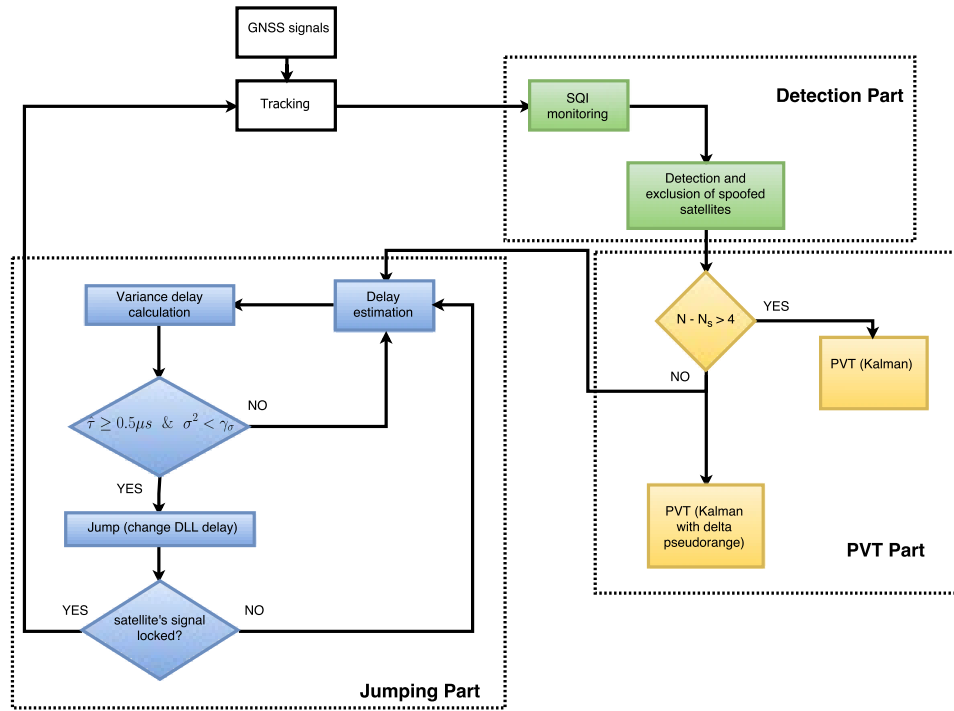 GNSS signals
Tracking
SQI
monitoring
Detection Part
Detection and
exclusion of spoofed
satellites
N - Nₛ > 4
YES
NO
PVT (Kalman)
PVT (Kalman
with delta
pseudorange)
PVT Part
Delay
estimation
Variance delay
calculation
τ̂ ≥ 0.5μs & σ² < γ_σ
NO
YES
Jump (change DLL delay)
satellite's signal
locked?
YES
NO
Jumping Part